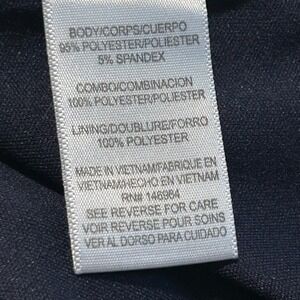 BODY/CORPS/CUERPO
95% POLYESTER/POLIESTER
5% SPANDEX
COMBO/COMBINACION
100% POLYESTER/POLIESTER
LINING/DOUBLURE/FORRO
100% POLYESTER
MADE IN VIETNAM/FABRIQUE EN
VIETNAM/HECHO EN VIETNAM
RN# 146964
SEE REVERSE FOR CARE
VOIR REVERSE POUR SOINS
VER AL DORSO PARA CUIDADO